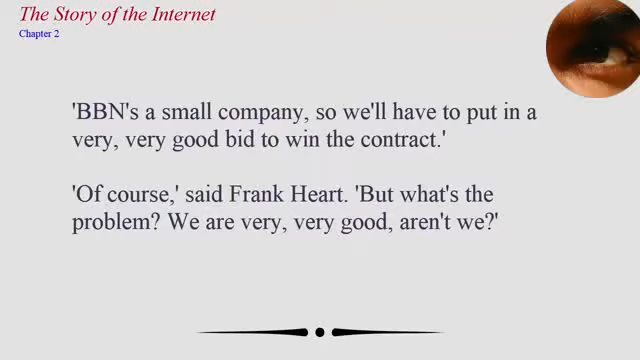 The Story of the Internet
Chapter 2
'BBN's a small company, so we'll have to put in a
very, very good bid to win the contract.'
'Of course,' said Frank Heart. 'But what's the
problem? We are very, very good, aren't we?'